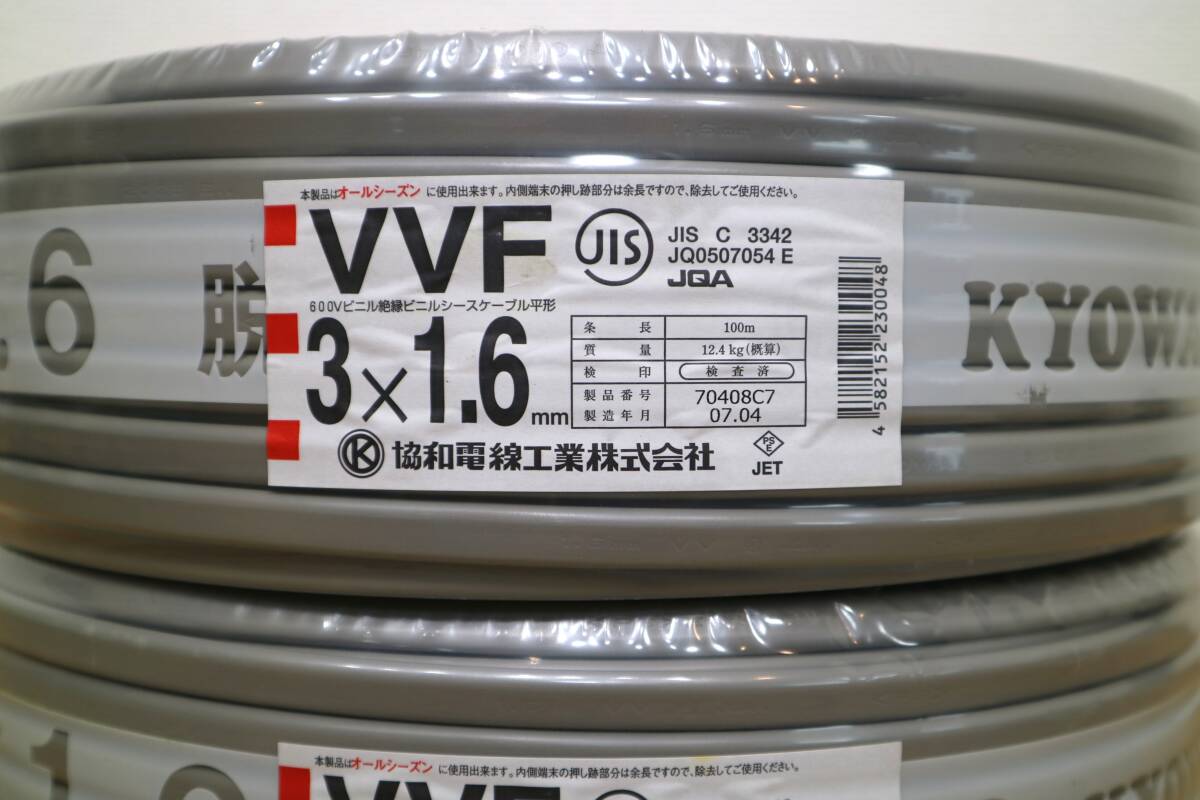 本製品はオールシーズンに使用出来ます。内側端末の押し跡部分は余長ですので、除去してご使用ください。
VVF
JIS
JIS C 3342
JQ0507054 E
JQA
600Vビニル絶縁ビニルシースケーブル平形
3×1.6mm
条長 100m
質量 12.4kg(概算)
検印 検査済
製品番号 70408C7
製造年月 07.04
K 協和電線工業株式会社
PSE
JET
4 582152 230048
.6 脱
KYOWA
本製品はオールシーズンに使用出来ます。内側端末の押し跡部分は余長ですので、除去してご使用ください。
VVF